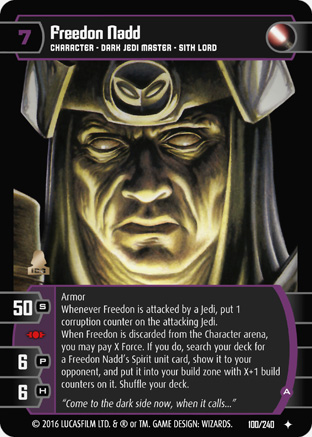 7
Freedon Nadd
CHARACTER - DARK JEDI MASTER - SITH LORD
50 S
6 P
6 H
Armor
Whenever Freedon is attacked by a Jedi, put 1
corruption counter on the attacking Jedi.
When Freedon is discarded from the Character arena,
you may pay X Force. If you do, search your deck for
a Freedon Nadd's Spirit unit card, show it to your
opponent, and put it into your build zone with X+1 build
counters on it. Shuffle your deck.
A
“Come to the dark side now, when it calls...”
© 2016 LUCASFILM LTD. & ® or TM. GAME DESIGN: WIZARDS.
100/240